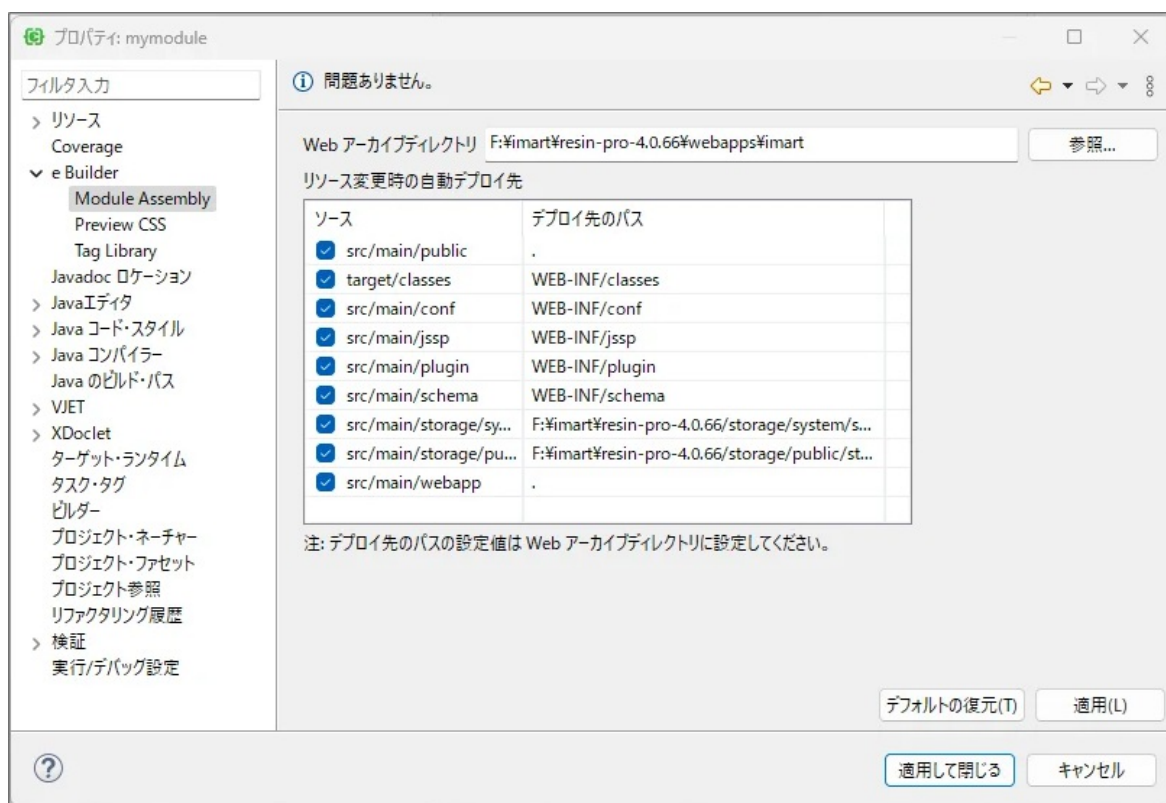 プロパティ: mymodule
フィルタ入力
問題ありません。
リソース
Coverage
e Builder
Module Assembly
Preview CSS
Tag Library
Javadoc ロケーション
Javaエディタ
Java コード・スタイル
Java コンパイラー
Java のビルド・パス
VJET
XDoclet
ターゲット・ランタイム
タスク・タグ
ビルダー
プロジェクト・ネーチャー
プロジェクト・ファセット
プロジェクト参照
リファクタリング履歴
検証
実行/デバッグ設定
Web アーカイブディレクトリ F:¥imart¥resin-pro-4.0.66¥webapps¥imart 参照...
リソース変更時の自動デプロイ先
ソース デプロイ先のパス
src/main/public .
target/classes WEB-INF/classes
src/main/conf WEB-INF/conf
src/main/jssp WEB-INF/jssp
src/main/plugin WEB-INF/plugin
src/main/schema WEB-INF/schema
src/main/storage/sy... F:¥imart¥resin-pro-4.0.66/storage/system/s...
src/main/storage/pu... F:¥imart¥resin-pro-4.0.66/storage/public/st...
src/main/webapp .
注: デプロイ先のパスの設定値は Web アーカイブディレクトリに設定してください。
デフォルトの復元(T) 適用(L)
適用して閉じる キャンセル